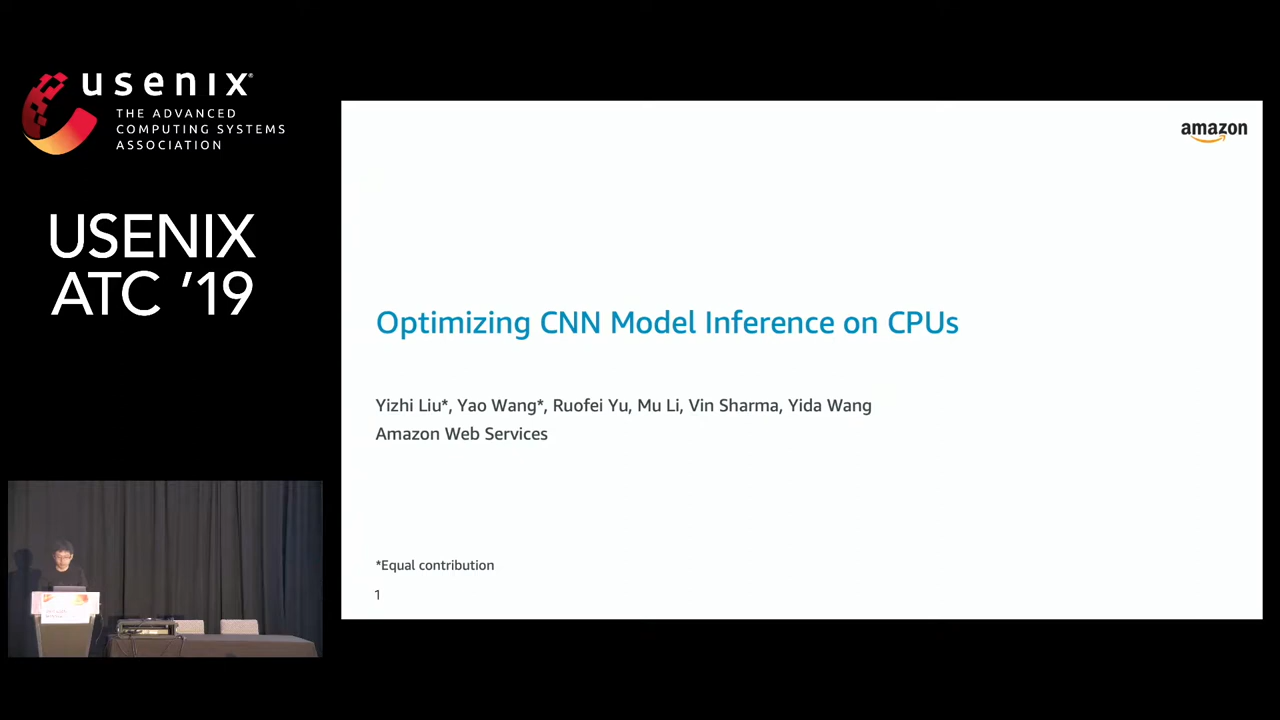 usenix
THE ADVANCED
COMPUTING SYSTEMS
ASSOCIATION
USENIX
ATC ’19
amazon
Optimizing CNN Model Inference on CPUs
Yizhi Liu*, Yao Wang*, Ruofei Yu, Mu Li, Vin Sharma, Yida Wang
Amazon Web Services
*Equal contribution
1